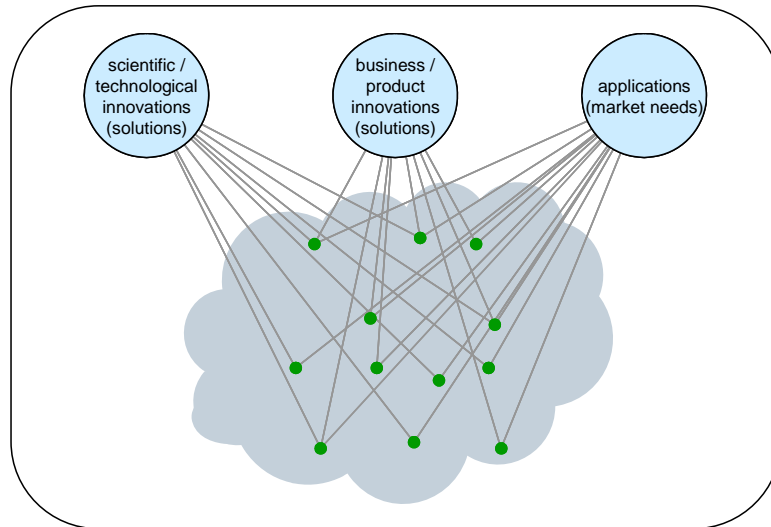 scientific /
technological
innovations
(solutions)
business /
product
innovations
(solutions)
applications
(market needs)